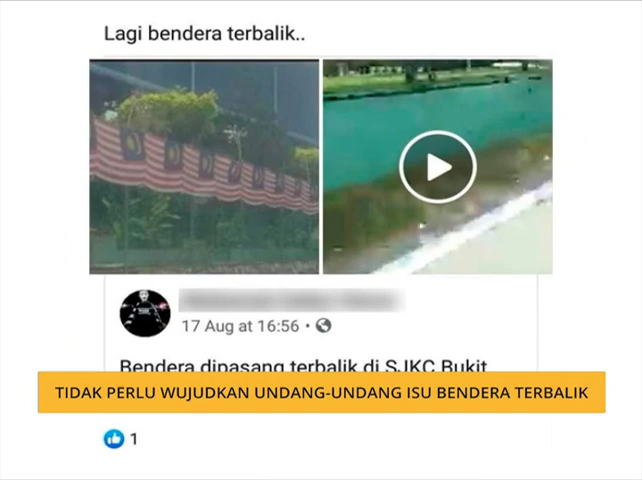 Lagi bendera terbalik..
17 Aug at 16:56 ·
Bendera dipasang terbalik di SJKC Bukit
TIDAK PERLU WUJUDKAN UNDANG-UNDANG ISU BENDERA TERBALIK
1